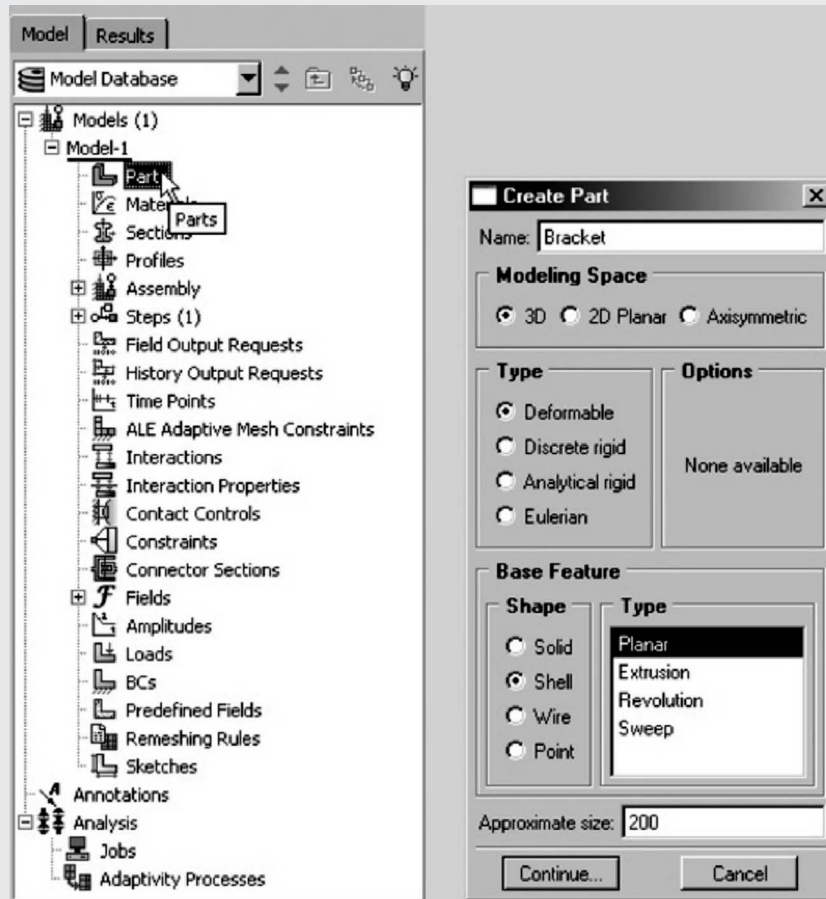 Model Results
Model Database
Models (1)
Model-1
Part
Parts
Sections
Profiles
Assembly
Steps (1)
Field Output Requests
History Output Requests
Time Points
ALE Adaptive Mesh Constraints
Interactions
Interaction Properties
Contact Controls
Constraints
Connector Sections
Fields
Amplitudes
Loads
BCs
Predefined Fields
Remeshing Rules
Sketches
Annotations
Analysis
Jobs
Adaptivity Processes
Create Part
Name: Bracket
Modeling Space
3D 2D Planar Axisymmetric
Type
Deformable
Discrete rigid
Analytical rigid
Eulerian
Options
None available
Base Feature
Shape
Solid
Shell
Wire
Point
Type
Planar
Extrusion
Revolution
Sweep
Approximate size: 200
Continue... Cancel